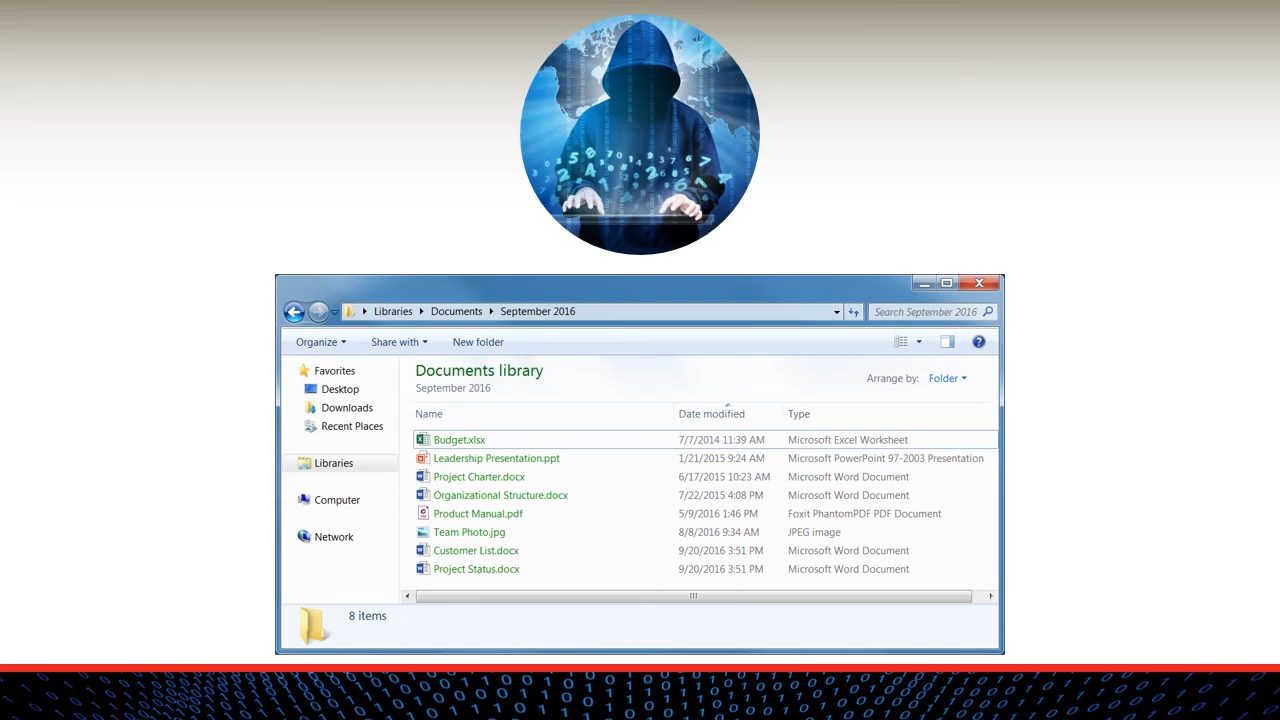 Libraries Documents September 2016 Search September 2016
Organize Share with New folder
Favorites
Desktop
Downloads
Recent Places
Libraries
Computer
Network
Documents library
September 2016
Arrange by: Folder
Name Date modified Type
Budget.xlsx 7/7/2014 11:39 AM Microsoft Excel Worksheet
Leadership Presentation.ppt 1/21/2015 9:24 AM Microsoft PowerPoint 97-2003 Presentation
Project Charter.docx 6/17/2015 10:23 AM Microsoft Word Document
Organizational Structure.docx 7/22/2015 4:08 PM Microsoft Word Document
Product Manual.pdf 5/9/2016 1:46 PM Foxit PhantomPDF PDF Document
Team Photo.jpg 8/8/2016 9:34 AM JPEG image
Customer List.docx 9/20/2016 3:51 PM Microsoft Word Document
Project Status.docx 9/20/2016 3:51 PM Microsoft Word Document
8 items